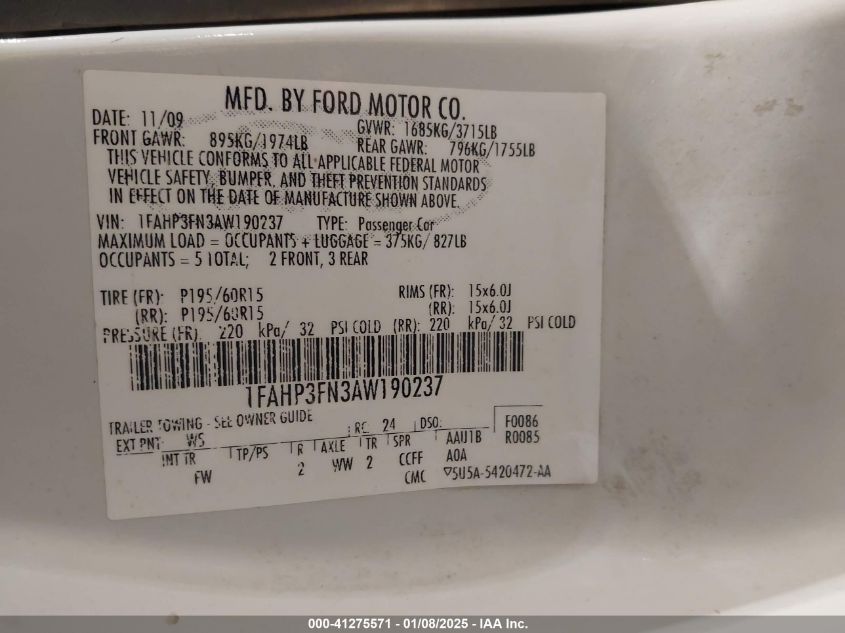 MFD. BY FORD MOTOR CO.
DATE: 11/09 GVWR: 1685KG/3715LB
FRONT GAWR: 895KG/1974LB REAR GAWR: 796KG/1755LB
THIS VEHICLE CONFORMS TO ALL APPLICABLE FEDERAL MOTOR
VEHICLE SAFETY, BUMPER, AND THEFT PREVENTION STANDARDS
IN EFFECT ON THE DATE OF MANUFACTURE SHOWN ABOVE.
VIN: 1FAHP3FN3AW190237 TYPE: Passenger Car
MAXIMUM LOAD = OCCUPANTS + LUGGAGE = 375KG/ 827LB
OCCUPANTS = 5 TOTAL; 2 FRONT, 3 REAR
TIRE (FR): P195/60R15 RIMS (FR): 15x6.0J
(RR): P195/60R15 (RR): 15x6.0J
PRESSURE (FR): 220 kPa/ 32 PSI COLD (RR): 220 kPa/ 32 PSI COLD
1FAHP3FN3AW190237
TRAILER TOWING - SEE OWNER GUIDE
EXT PNT: WS RC: 24 DSO: F0086
R0085
INT TR TP/PS R AXLE TR SPR AAU1B
FW 2 WW 2 CCFF A0A
CMC ▽5U5A-5420472-AA
000-41275571 - 01/08/2025 - IAA Inc.